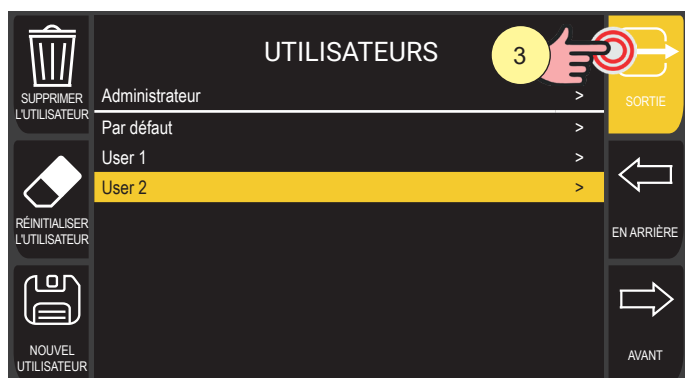 UTILISATEURS
3
SUPPRIMER
L'UTILISATEUR
Administrateur >
SORTIE
Par défaut >
User 1 >
User 2 >
RÉINITIALISER
L'UTILISATEUR
EN ARRIÈRE
NOUVEL
UTILISATEUR
AVANT